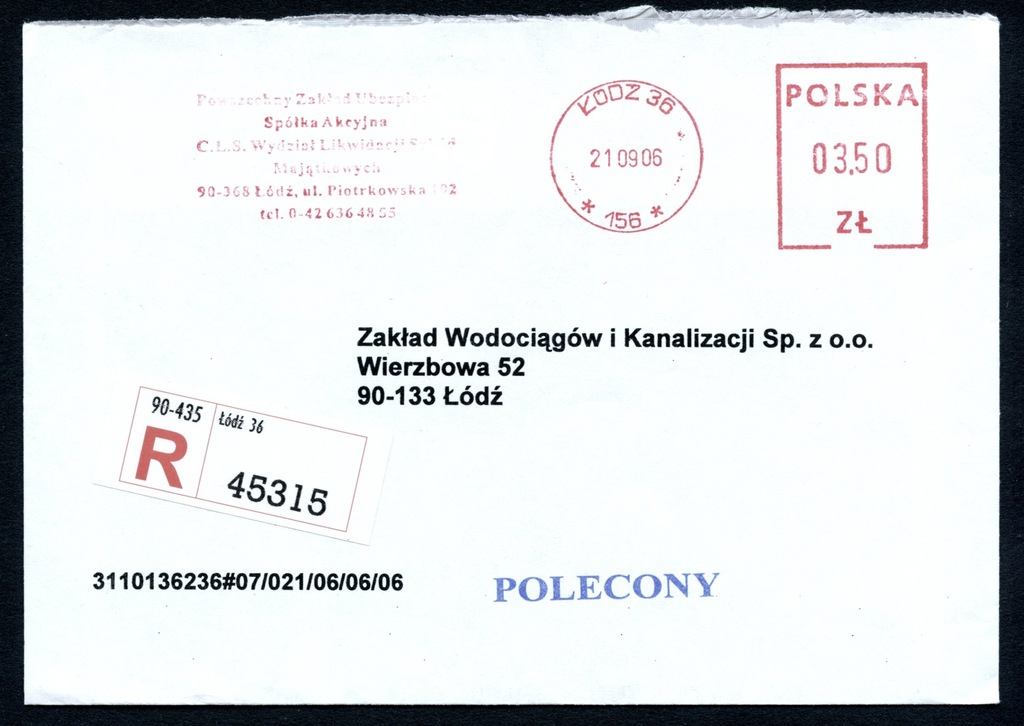 Powszechny Zakład Ubezpie
Spółka Akcyjna
C.L.S. Wydział Likwidacji
Majątkowych
90-368 Łódź, ul. Piotrkowska
tel. 0-42 636 48 55
ŁÓDŹ 36
21 09 06
* 156 *
POLSKA
03,50
ZŁ
Zakład Wodociągów i Kanalizacji Sp. z o.o.
Wierzbowa 52
90-133 Łódź
90-435
Łódź 36
R
45315
3110136236#07/021/06/06/06
POLECONY